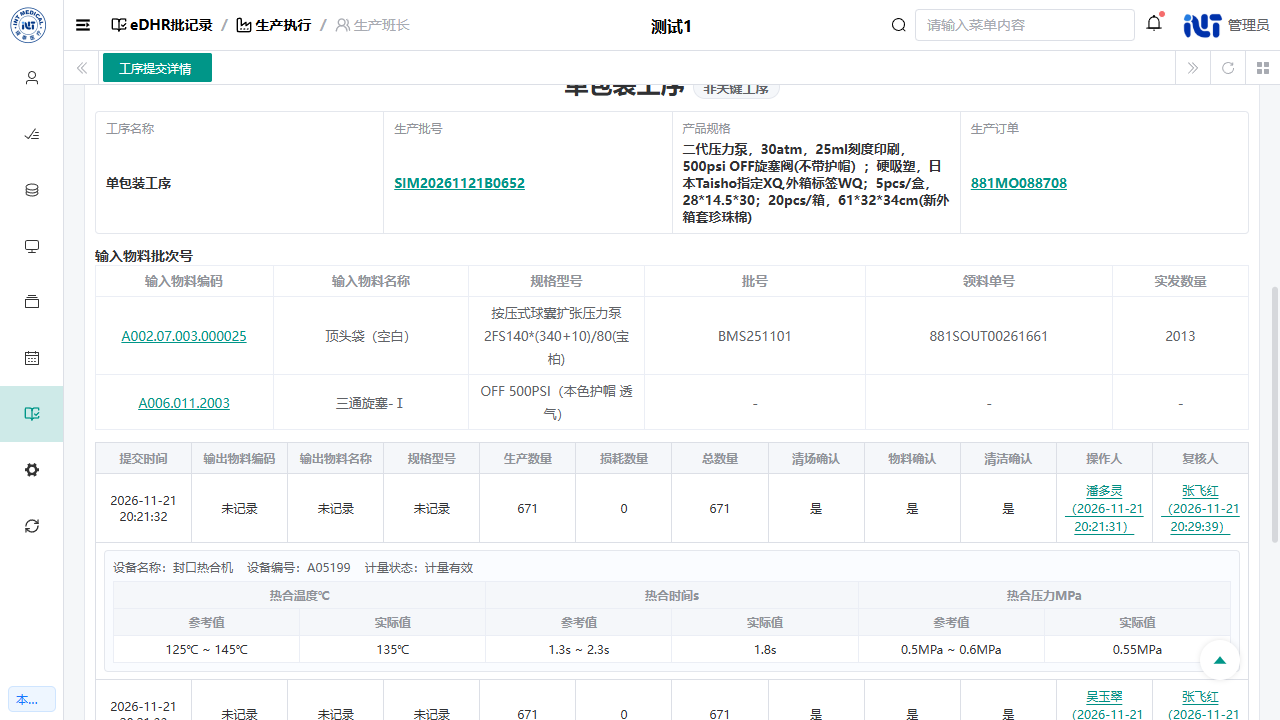 eDHR批记录 / 生产执行 / 生产班长
测试1
请输入菜单内容
管理员
工序提交详情
单包装工序 非关键工序
工序名称 生产批号 产品规格 生产订单
单包装工序
SIM20261121B0652
二代压力泵，30atm，25ml刻度印刷，
500psi OFF旋塞阀(不带护帽) ；硬吸塑，日
本Taisho指定XQ,外箱标签WQ；5pcs/盒，
28*14.5*30；20pcs/箱，61*32*34cm(新外
箱套珍珠棉)
881MO088708
输入物料批次号
输入物料编码 输入物料名称 规格型号 批号 领料单号 实发数量
A002.07.003.000025 顶头袋（空白） 按压式球囊扩张压力泵
2FS140*(340+10)/80(宝
柏) BMS251101 881SOUT00261661 2013
A006.011.2003 三通旋塞-Ⅰ OFF 500PSI（本色护帽 透
气） - - -
提交时间 输出物料编码 输出物料名称 规格型号 生产数量 损耗数量 总数量 清场确认 物料确认 清洁确认 操作人 复核人
2026-11-21
20:21:32 未记录 未记录 未记录 671 0 671 是 是 是 潘多灵
（2026-11-21
20:21:31） 张飞红
（2026-11-21
20:29:39）
设备名称：封口热合机 设备编号：A05199 计量状态：计量有效
热合温度℃ 热合时间s 热合压力MPa
参考值 实际值 参考值 实际值 参考值 实际值
125℃ ~ 145℃ 135℃ 1.3s ~ 2.3s 1.8s 0.5MPa ~ 0.6MPa 0.55MPa
2026-11-21
未记录 未记录 未记录 671 0 671 是 是 是 吴玉翠
（2026-11-21 张飞红
（2026-11-21
本...